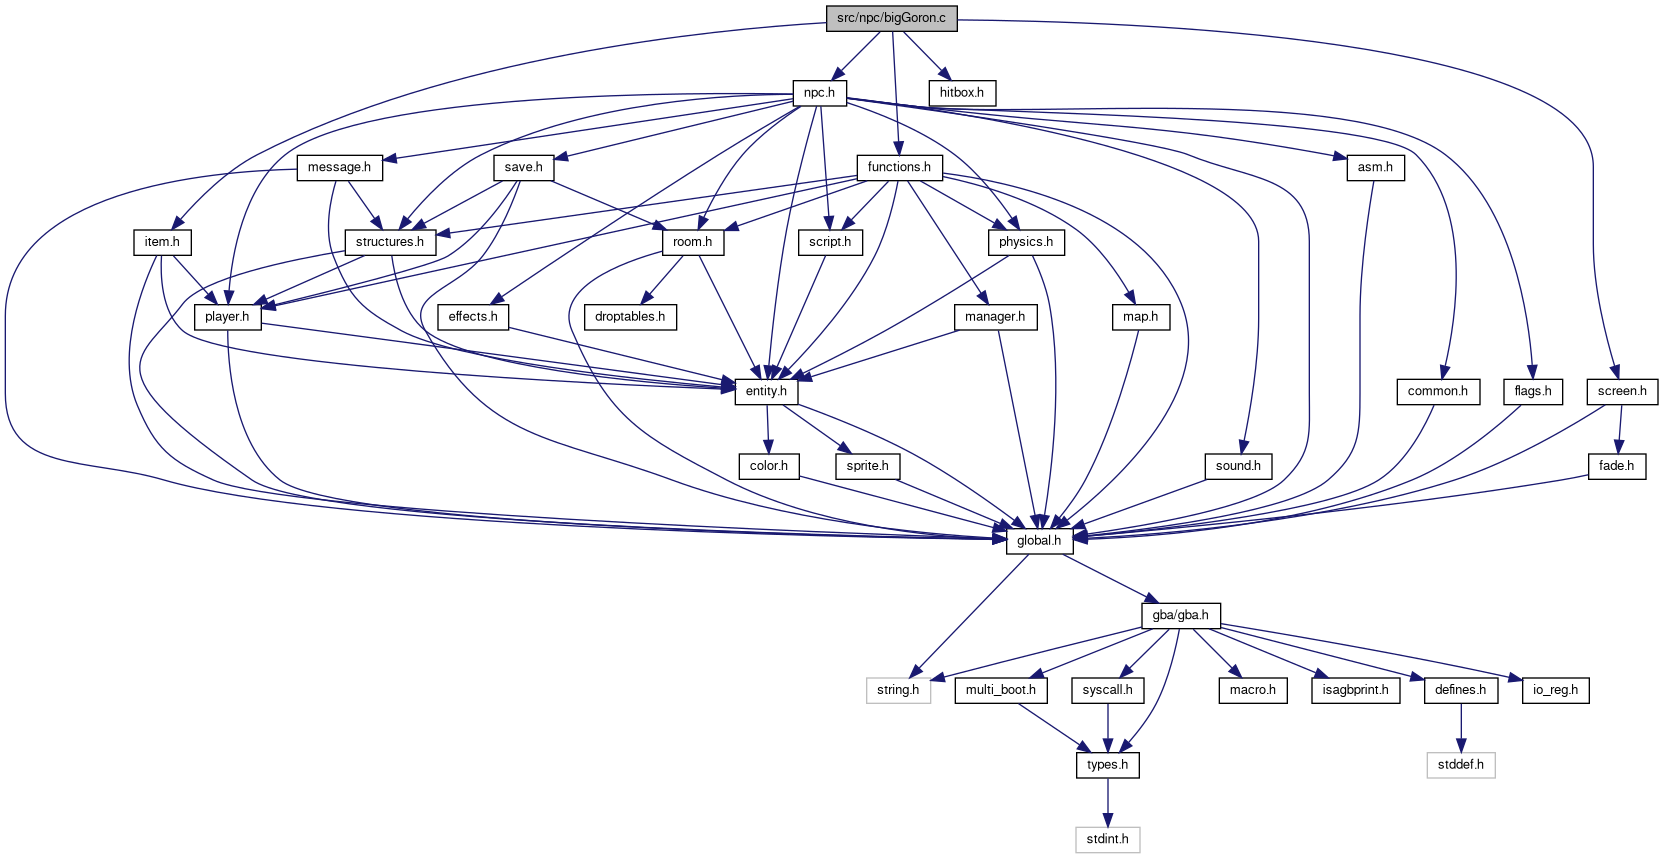 src/npc/bigGoron.c
npc.h
hitbox.h
message.h
save.h
functions.h
asm.h
item.h
structures.h
room.h
script.h
physics.h
player.h
effects.h
droptables.h
manager.h
map.h
entity.h
common.h
flags.h
screen.h
color.h
sprite.h
sound.h
fade.h
global.h
gba/gba.h
string.h
multi_boot.h
syscall.h
macro.h
isagbprint.h
defines.h
io_reg.h
types.h
stddef.h
stdint.h